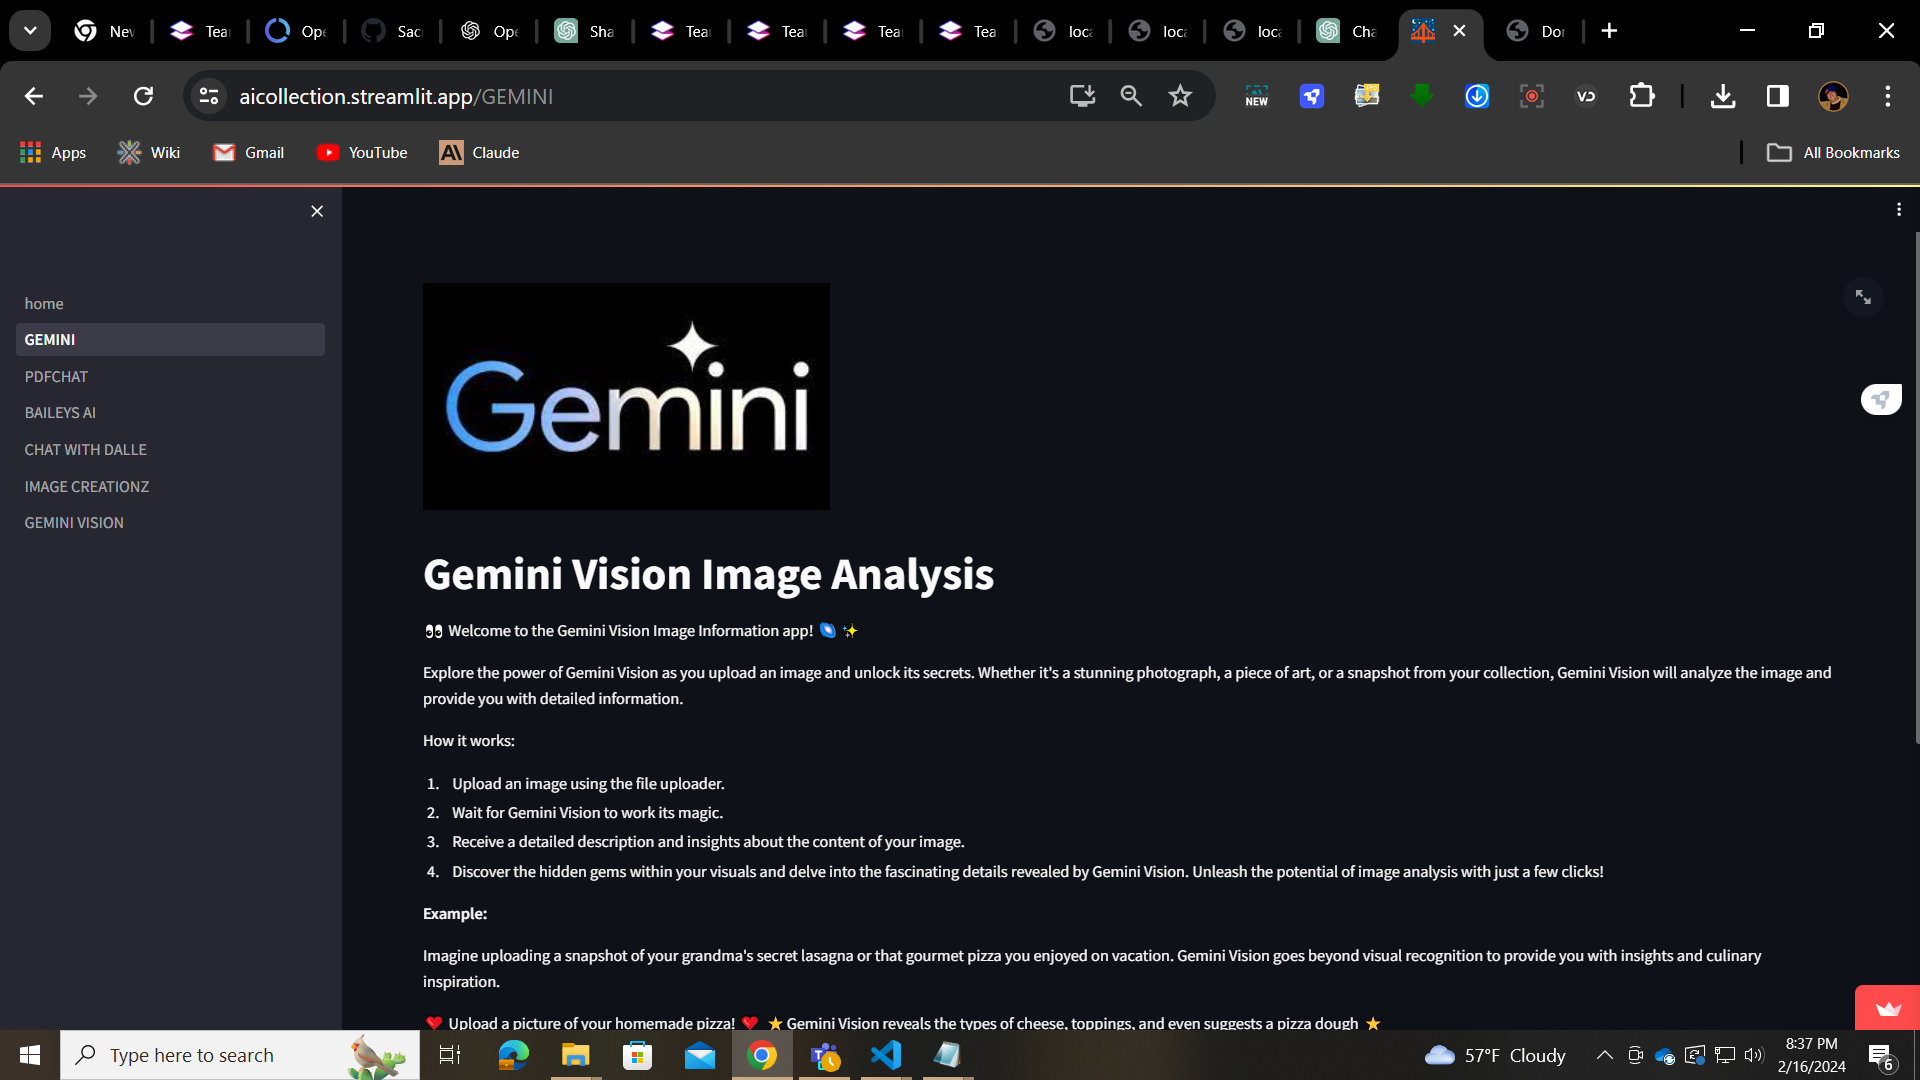 New
Tea
Ope
Sac
Ope
Sha
Tea
Tea
Tea
Tea
loca
loca
loca
Cha
Dor
aicollection.streamlit.app/GEMINI
NEW
VD
Apps
Wiki
Gmail
YouTube
Claude
All Bookmarks
home
GEMINI
PDFCHAT
BAILEYS AI
CHAT WITH DALLE
IMAGE CREATIONZ
GEMINI VISION
Gemini
Gemini Vision Image Analysis
👀 Welcome to the Gemini Vision Image Information app! 🌌 ✨
Explore the power of Gemini Vision as you upload an image and unlock its secrets. Whether it's a stunning photograph, a piece of art, or a snapshot from your collection, Gemini Vision will analyze the image and
provide you with detailed information.
How it works:
1. Upload an image using the file uploader.
2. Wait for Gemini Vision to work its magic.
3. Receive a detailed description and insights about the content of your image.
4. Discover the hidden gems within your visuals and delve into the fascinating details revealed by Gemini Vision. Unleash the potential of image analysis with just a few clicks!
Example:
Imagine uploading a snapshot of your grandma's secret lasagna or that gourmet pizza you enjoyed on vacation. Gemini Vision goes beyond visual recognition to provide you with insights and culinary
inspiration.
❤️ Upload a picture of your homemade pizza! ❤️ ⭐ Gemini Vision reveals the types of cheese, toppings, and even suggests a pizza dough ⭐
Type here to search
57°F Cloudy
8:37 PM
2/16/2024
6